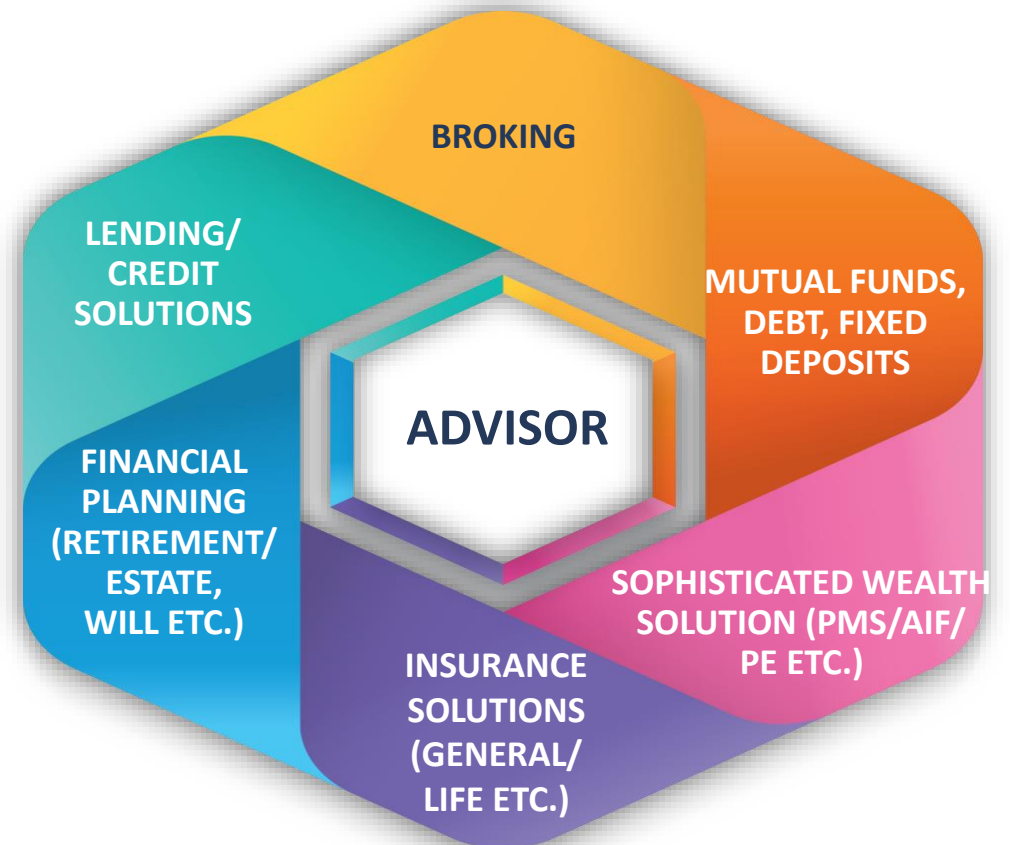 BROKING
MUTUAL FUNDS,
DEBT, FIXED
DEPOSITS
SOPHISTICATED WEALTH
SOLUTION (PMS/AIF/
PE ETC.)
INSURANCE
SOLUTIONS
(GENERAL/
LIFE ETC.)
FINANCIAL
PLANNING
(RETIREMENT/
ESTATE,
WILL ETC.)
LENDING/
CREDIT
SOLUTIONS
ADVISOR